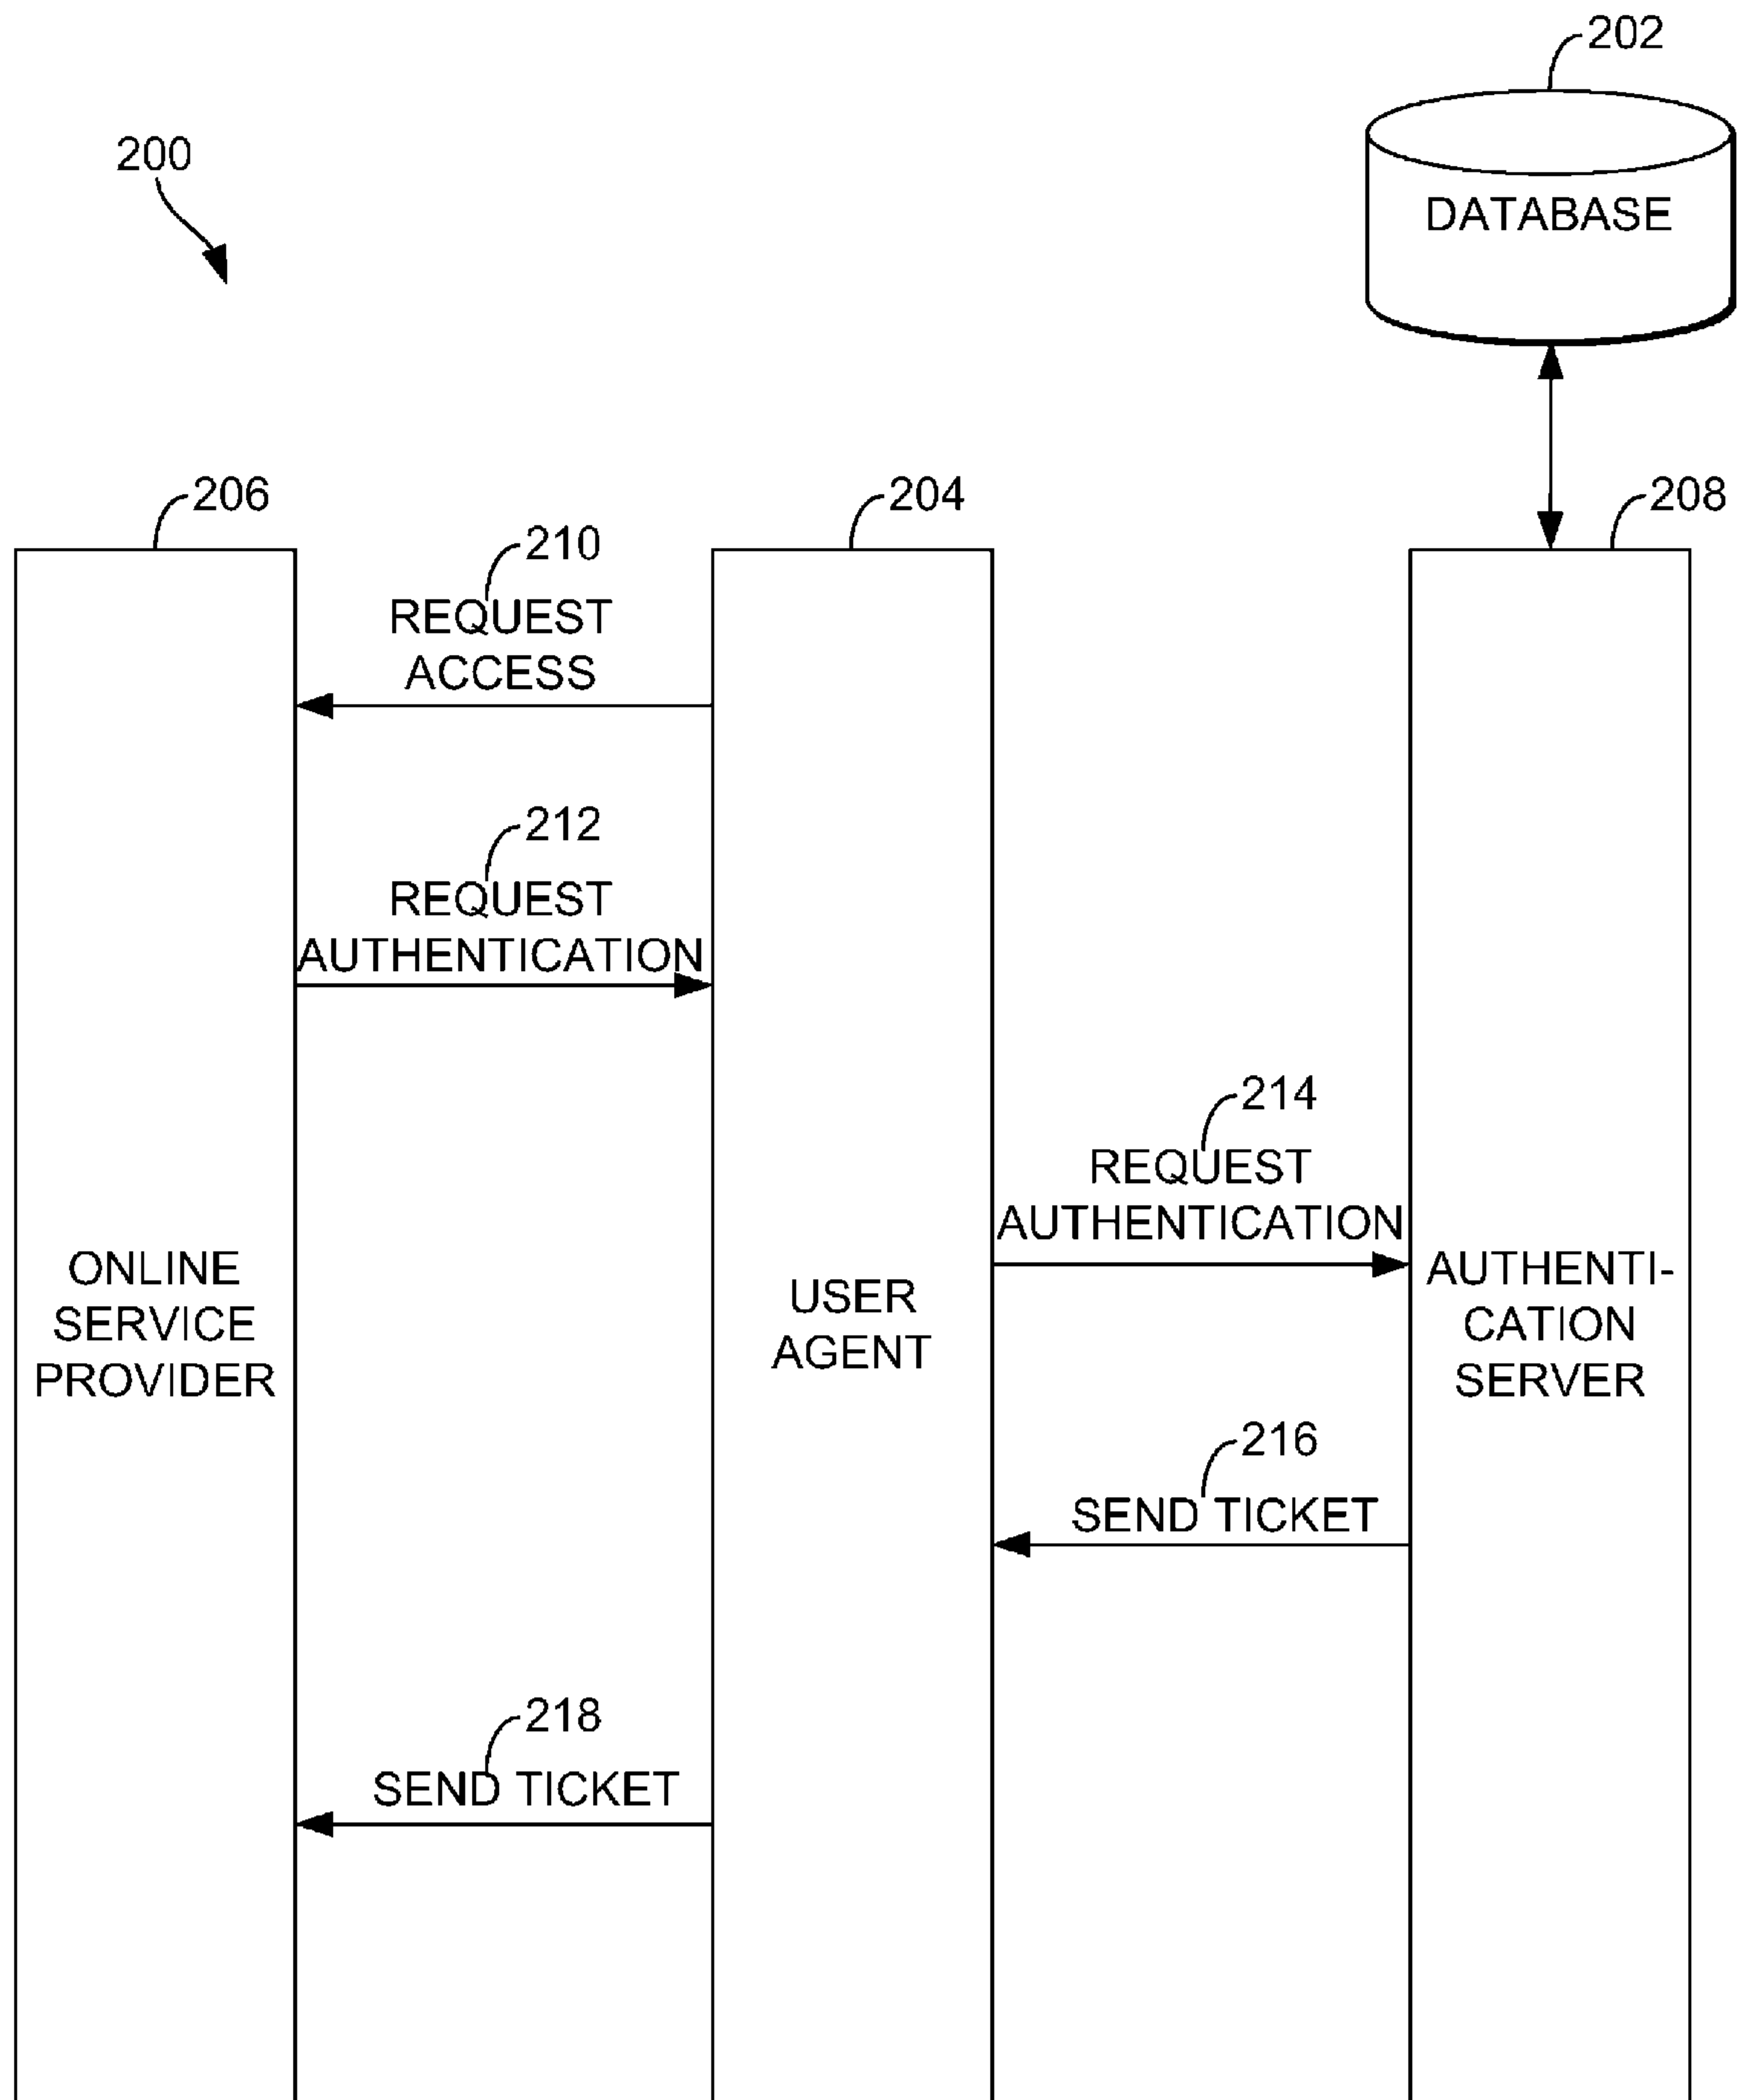 202
200
DATABASE
206
204
208
210
REQUEST
ACCESS
212
REQUEST
AUTHENTICATION
214
REQUEST
AUTHENTICATION
ONLINE
SERVICE
PROVIDER
USER
AGENT
AUTHENTI-
CATION
SERVER
216
SEND TICKET
218
SEND TICKET